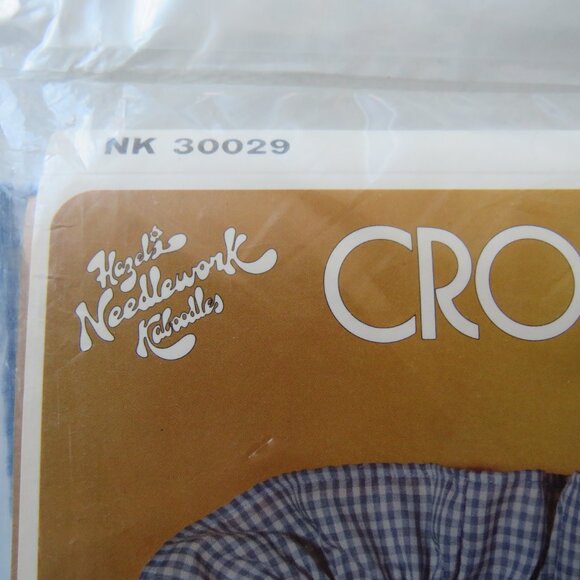 NK 30029
Hazel's
Needlework
Kaboodles
CRO